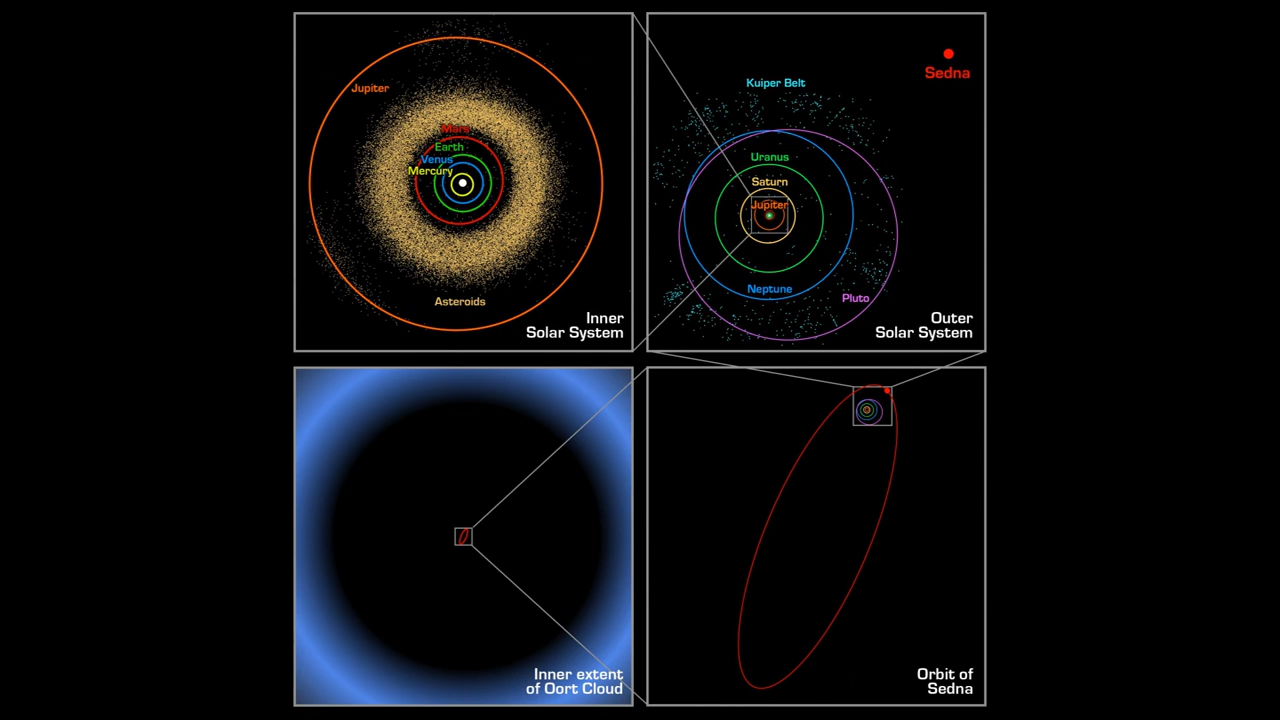 Jupiter
Mars
Earth
Venus
Mercury
Asteroids
Inner
Solar System
Sedna
Kuiper Belt
Uranus
Saturn
Jupiter
Neptune
Pluto
Outer
Solar System
Inner extent
of Oort Cloud
Orbit of
Sedna